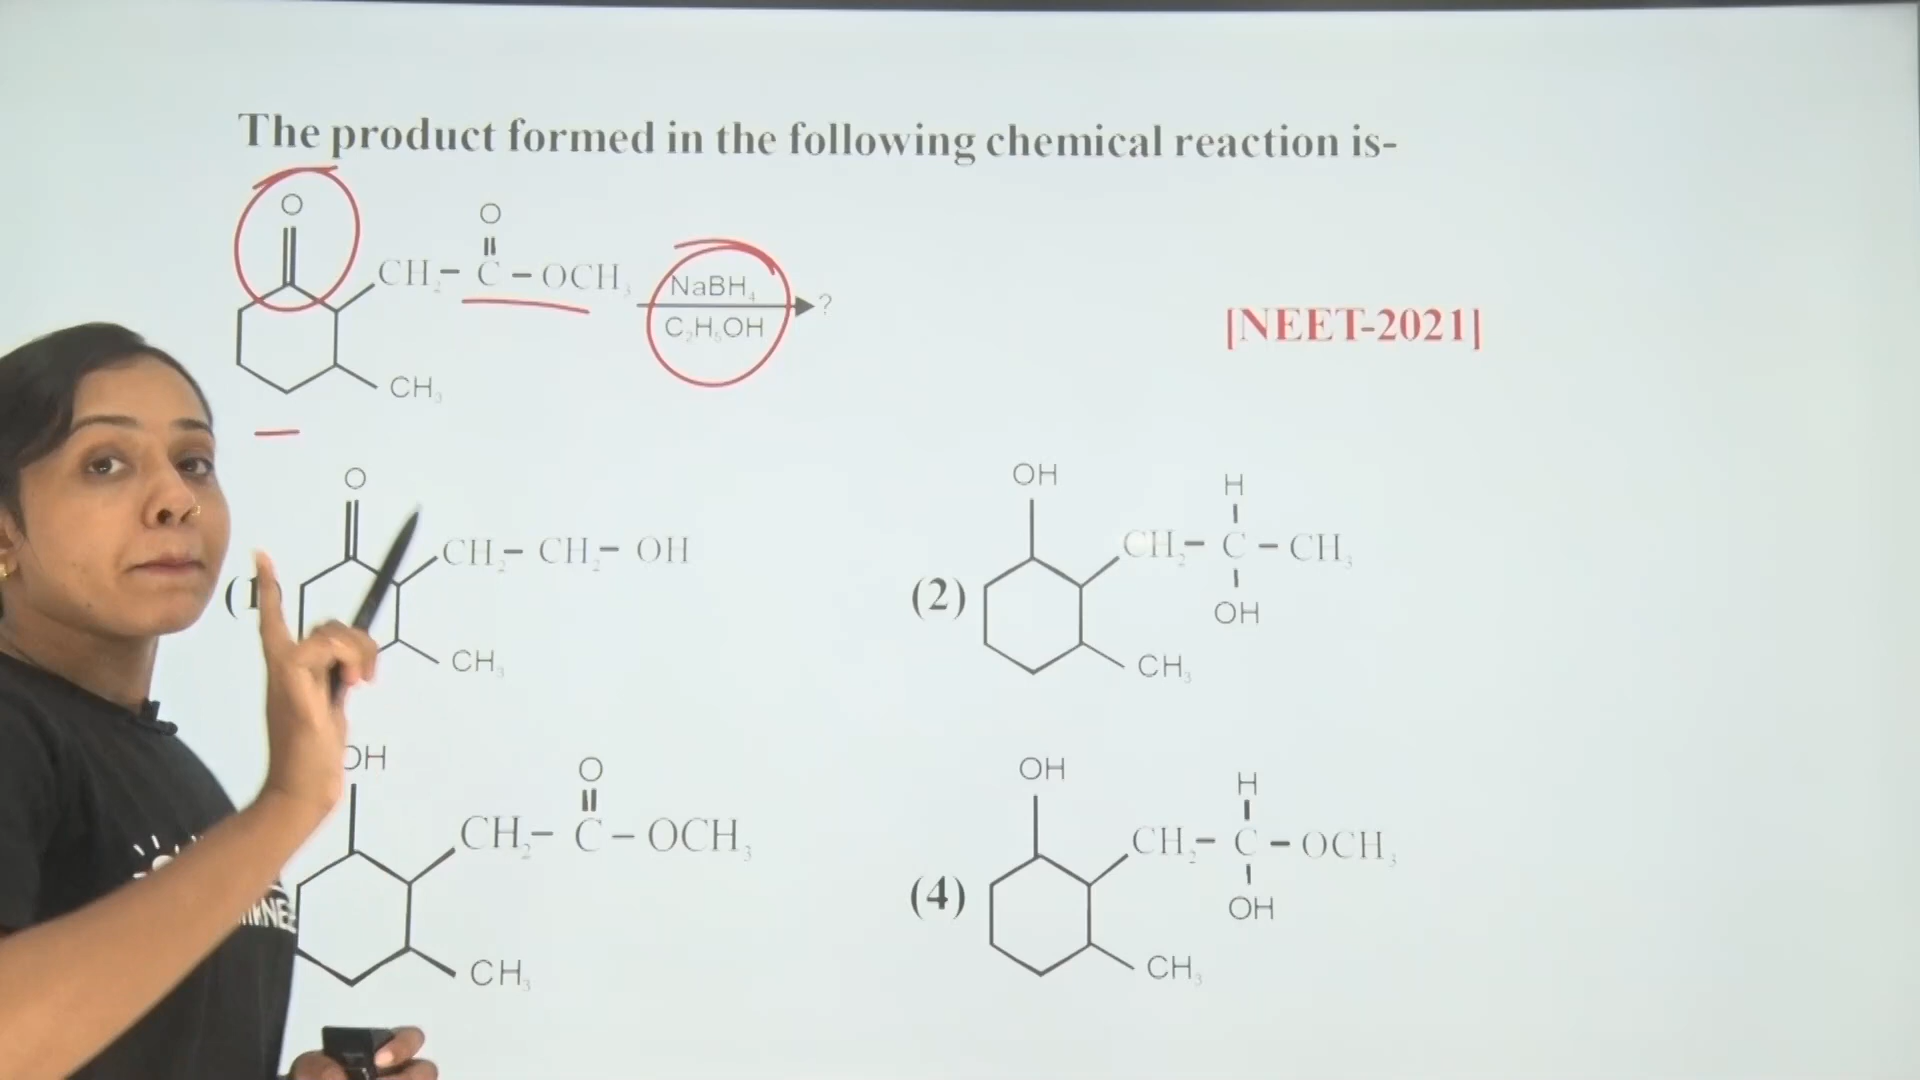 The product formed in the following chemical reaction is-
O
O
CH₂- C - OCH₃
NaBH₄
C₂H₅OH
?
CH₃
[NEET-2021]
O
CH₂- CH₂- OH
CH₃
(2)
OH
H
CH₂- C - CH₃
OH
CH₃
O
CH₂- C - OCH₃
CH₃
(4)
OH
H
CH₂- C - OCH₃
OH
CH₃